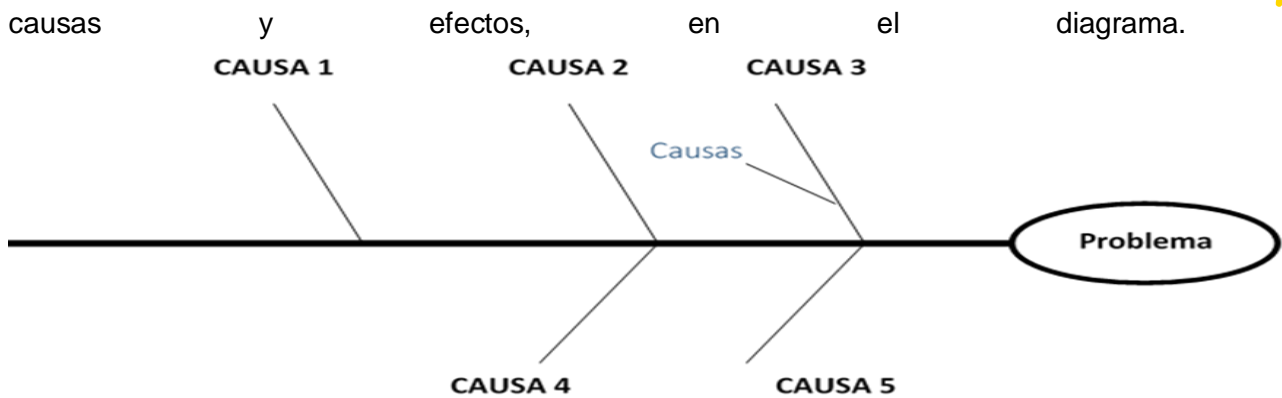 causas y efectos, en el diagrama.
CAUSA 1 CAUSA 2 CAUSA 3
Causas
Problema
CAUSA 4 CAUSA 5